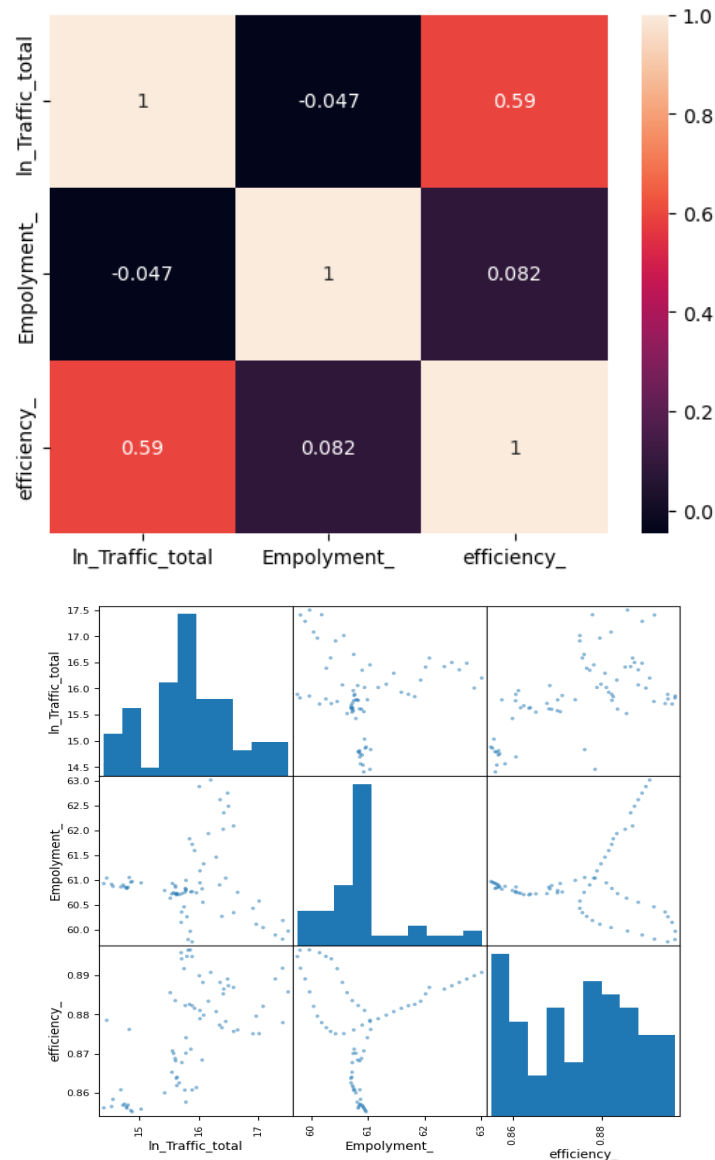 1.0
0.8
0.6
0.4
0.2
0.0
ln_Traffic_total
Empolyment_
efficiency_
1 -0.047 0.59
-0.047 1 0.082
0.59 0.082 1
ln_Traffic_total Empolyment_ efficiency_
17.5
17.0
16.5
16.0
15.5
15.0
14.5
ln_Traffic_total
63.0
62.5
62.0
61.5
61.0
60.5
60.0
Empolyment_
0.89
0.88
0.87
0.86
efficiency_
15 16 17 60 61 62 63 0.86 0.88
ln_Traffic_total Empolyment_ efficiency_